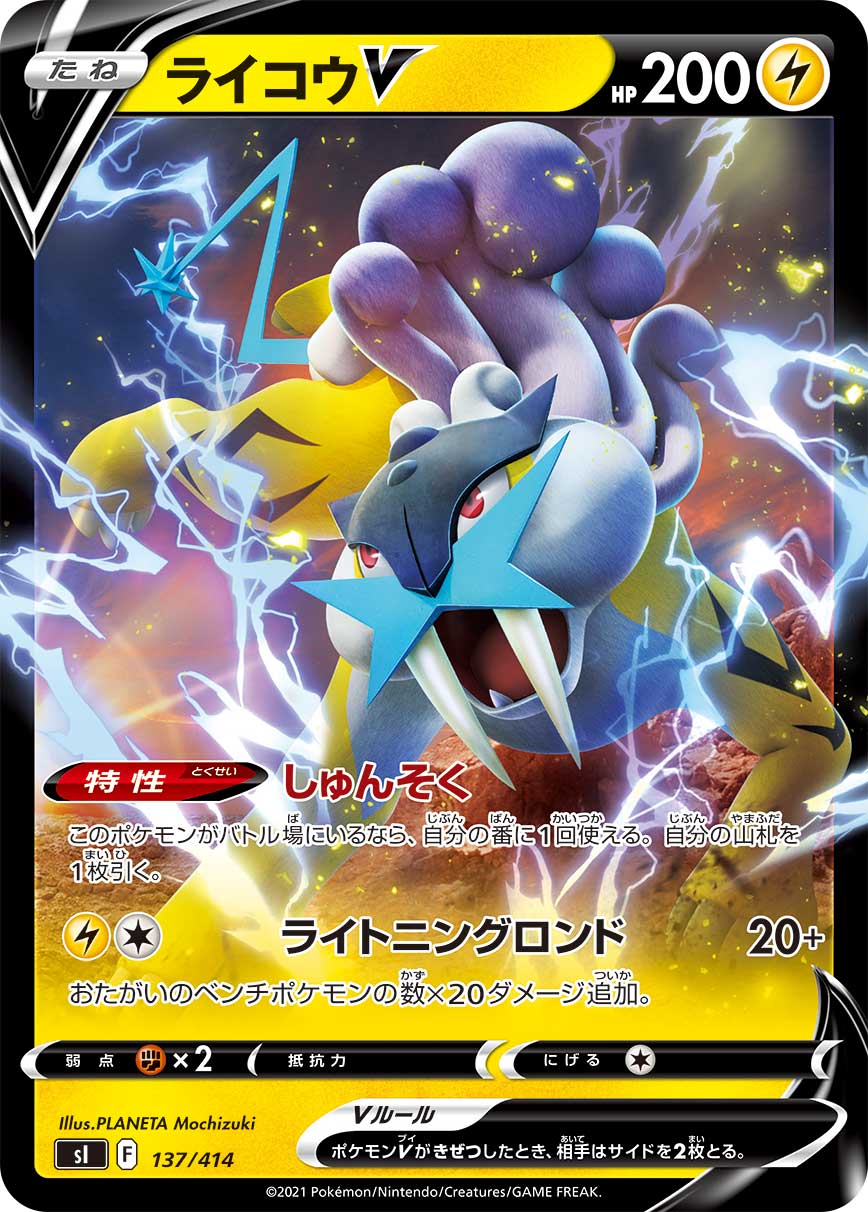 たね ライコウV HP 200
特性 とくせい しゅんそく
このポケモンがバトル場にいるなら、自分の番に1回使える。自分の山札を
1枚引く。
ライトニングロンド 20+
おたがいのベンチポケモンの数×20ダメージ追加。
弱点 ×2 抵抗力 にげる
Illus.PLANETA Mochizuki
Vルール
ポケモンVがきぜつしたとき、相手はサイドを2枚とる。
sI F 137/414
©2021 Pokémon/Nintendo/Creatures/GAME FREAK.